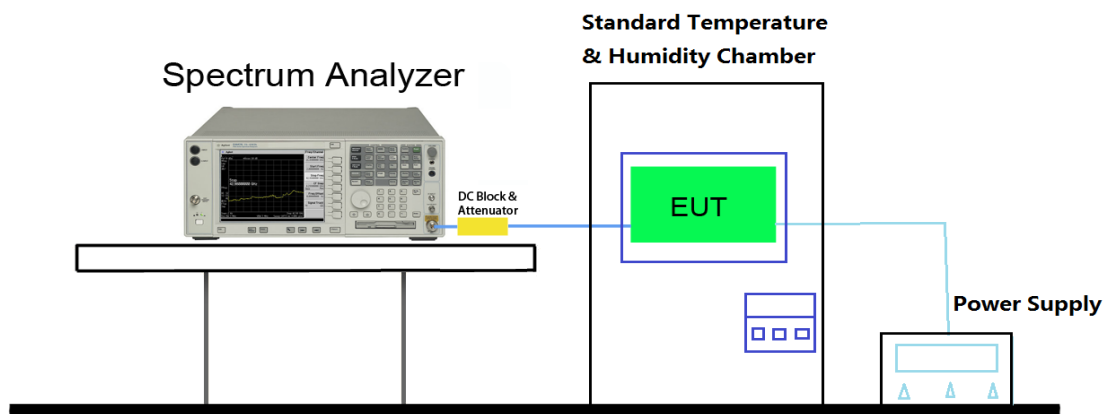 Standard Temperature
& Humidity Chamber
Spectrum Analyzer
DC Block &
Attenuator
EUT
Power Supply